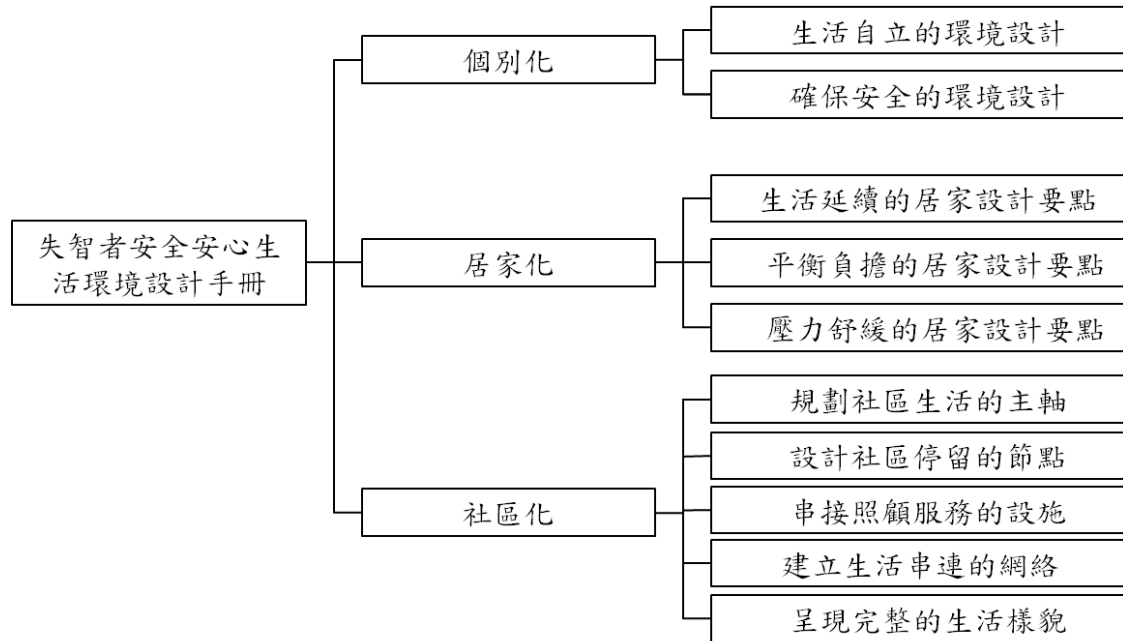 失智者安全安心生
活環境設計手冊
個別化
生活自立的環境設計
確保安全的環境設計
居家化
生活延續的居家設計要點
平衡負擔的居家設計要點
壓力舒緩的居家設計要點
社區化
規劃社區生活的主軸
設計社區停留的節點
串接照顧服務的設施
建立生活串連的網絡
呈現完整的生活樣貌